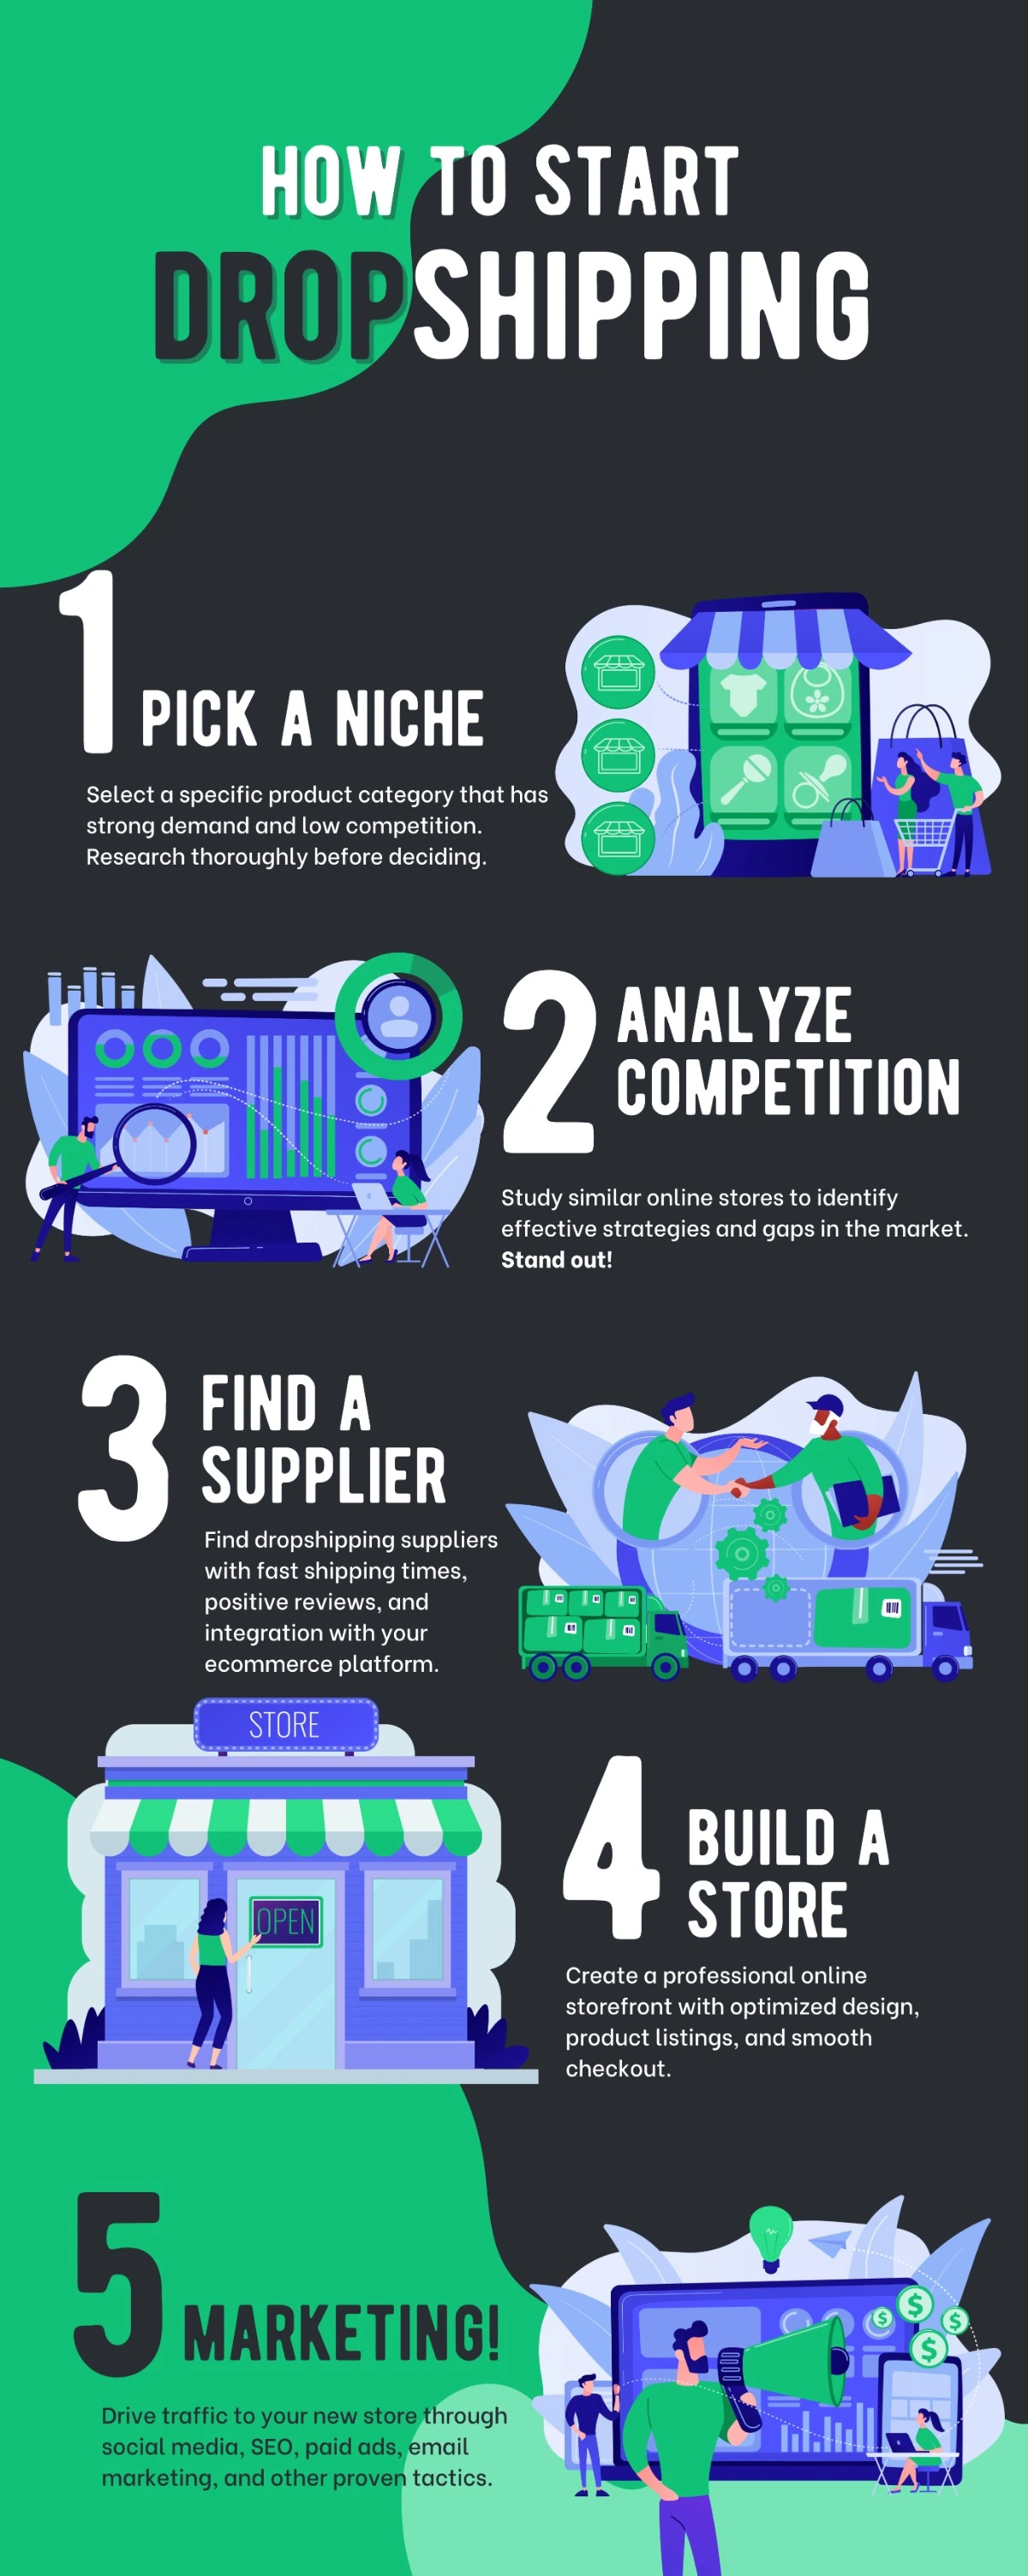 HOW TO START
DROPSHIPPING
1
PICK A NICHE
Select a specific product category that has
strong demand and low competition.
Research thoroughly before deciding.
2
ANALYZE
COMPETITION
Study similar online stores to identify
effective strategies and gaps in the market.
Stand out!
3
FIND A
SUPPLIER
Find dropshipping suppliers
with fast shipping times,
positive reviews, and
integration with your
ecommerce platform.
STORE
OPEN
4
BUILD A
STORE
Create a professional online
storefront with optimized design,
product listings, and smooth
checkout.
5
MARKETING!
Drive traffic to your new store through
social media, SEO, paid ads, email
marketing, and other proven tactics.
$
$
$
$